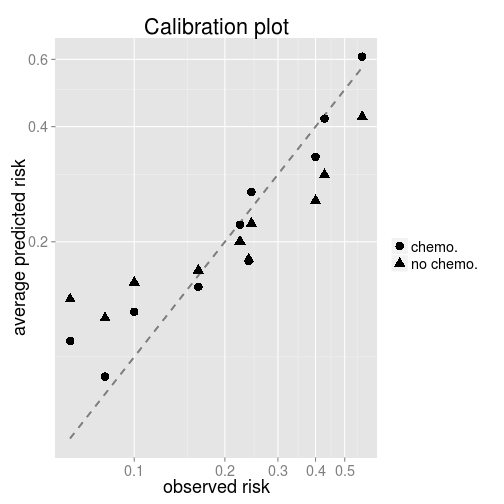 Calibration plot
average predicted risk
0.6
0.4
0.2
0.1
0.2
0.3
0.4
0.5
observed risk
chemo.
no chemo.